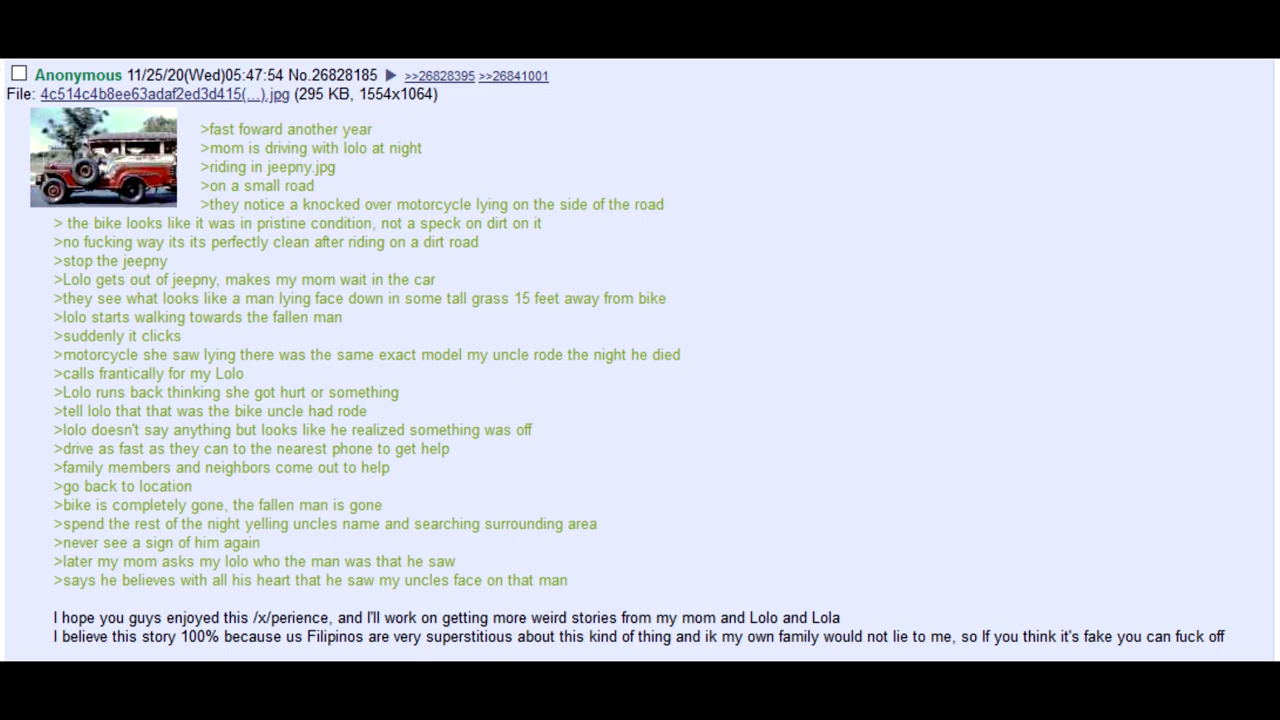 Anonymous 11/25/20(Wed)05:47:54 No.26828185 ▶ >>26828395 >>26841001
File: 4c514c4b8ee63adaf2ed3d415(...).jpg (295 KB, 1554x1064)
>fast foward another year
>mom is driving with lolo at night
>riding in jeepny.jpg
>on a small road
>they notice a knocked over motorcycle lying on the side of the road
> the bike looks like it was in pristine condition, not a speck on dirt on it
>no fucking way its its perfectly clean after riding on a dirt road
>stop the jeepny
>Lolo gets out of jeepny, makes my mom wait in the car
>they see what looks like a man lying face down in some tall grass 15 feet away from bike
>lolo starts walking towards the fallen man
>suddenly it clicks
>motorcycle she saw lying there was the same exact model my uncle rode the night he died
>calls frantically for my Lolo
>Lolo runs back thinking she got hurt or something
>tell lolo that that was the bike uncle had rode
>lolo doesn't say anything but looks like he realized something was off
>drive as fast as they can to the nearest phone to get help
>family members and neighbors come out to help
>go back to location
>bike is completely gone, the fallen man is gone
>spend the rest of the night yelling uncles name and searching surrounding area
>never see a sign of him again
>later my mom asks my lolo who the man was that he saw
>says he believes with all his heart that he saw my uncles face on that man
I hope you guys enjoyed this /x/perience, and I'll work on getting more weird stories from my mom and Lolo and Lola
I believe this story 100% because us Filipinos are very superstitious about this kind of thing and ik my own family would not lie to me, so If you think it's fake you can fuck off